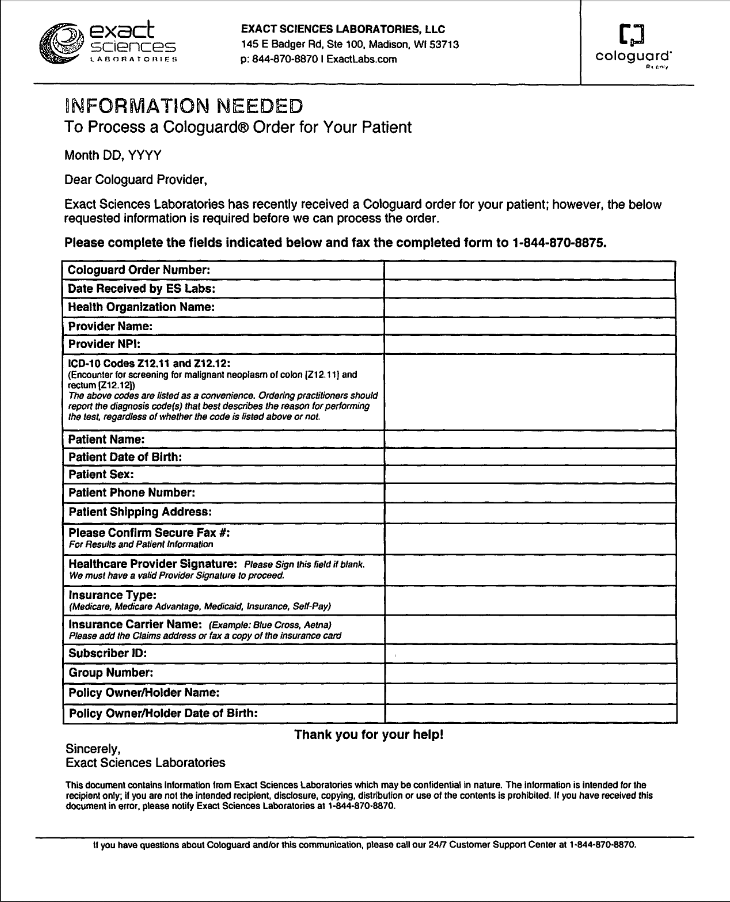 exact
sciences
LABORATORIES
EXACT SCIENCES LABORATORIES, LLC
145 E Badger Rd, Ste 100, Madison, WI 53713
p: 844-870-8870 | ExactLabs.com
cologuard®
Rx only
INFORMATION NEEDED
To Process a Cologuard® Order for Your Patient
Month DD, YYYY
Dear Cologuard Provider,
Exact Sciences Laboratories has recently received a Cologuard order for your patient; however, the below
requested information is required before we can process the order.
Please complete the fields indicated below and fax the completed form to 1-844-870-8875.
Cologuard Order Number:
Date Received by ES Labs:
Health Organization Name:
Provider Name:
Provider NPI:
ICD-10 Codes Z12.11 and Z12.12:
(Encounter for screening for malignant neoplasm of colon [Z12.11] and
rectum [Z12.12])
The above codes are listed as a convenience. Ordering practitioners should
report the diagnosis code(s) that best describes the reason for performing
the test, regardless of whether the code is listed above or not.
Patient Name:
Patient Date of Birth:
Patient Sex:
Patient Phone Number:
Patient Shipping Address:
Please Confirm Secure Fax #:
For Results and Patient Information
Healthcare Provider Signature: Please Sign this field if blank.
We must have a valid Provider Signature to proceed.
Insurance Type:
(Medicare, Medicare Advantage, Medicaid, Insurance, Self-Pay)
Insurance Carrier Name: (Example: Blue Cross, Aetna)
Please add the Claims address or fax a copy of the insurance card
Subscriber ID:
Group Number:
Policy Owner/Holder Name:
Policy Owner/Holder Date of Birth:
Thank you for your help!
Sincerely,
Exact Sciences Laboratories
This document contains information from Exact Sciences Laboratories which may be confidential in nature. The information is intended for the
recipient only; if you are not the intended recipient, disclosure, copying, distribution or use of the contents is prohibited. If you have received this
document in error, please notify Exact Sciences Laboratories at 1-844-870-8870.
If you have questions about Cologuard and/or this communication, please call our 24/7 Customer Support Center at 1-844-870-8870.